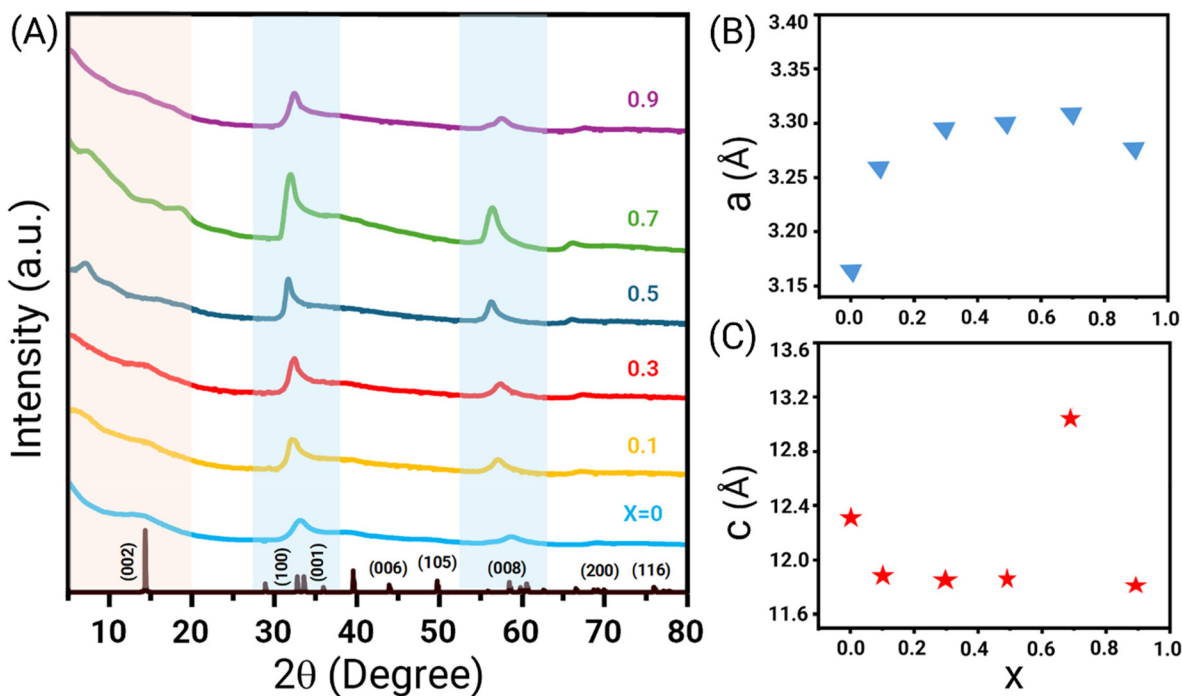 (A)
Intensity (a.u.)
0.9
0.7
0.5
0.3
0.1
X=0
(002)
(100)
(001)
(006)
(105)
(008)
(200)
(116)
10 20 30 40 50 60 70 80
2θ (Degree)
(B)
a (Å)
3.40
3.35
3.30
3.25
3.20
3.15
0.0 0.2 0.4 0.6 0.8 1.0
(C)
c (Å)
13.6
13.2
12.8
12.4
12.0
11.6
0.0 0.2 0.4 0.6 0.8 1.0
X